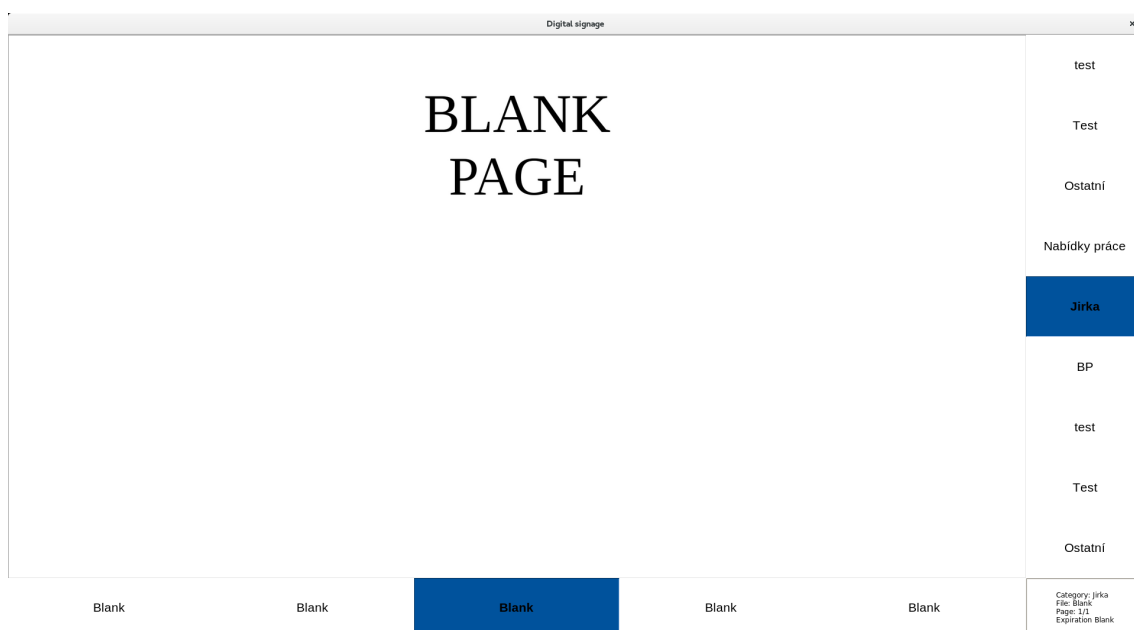 Digital signage
×
BLANK
PAGE
test
Test
Ostatní
Nabídky práce
Jirka
BP
test
Test
Ostatní
Blank
Blank
Blank
Blank
Blank
Category: Jirka
File: Blank
Page: 1/1
Expiration Blank